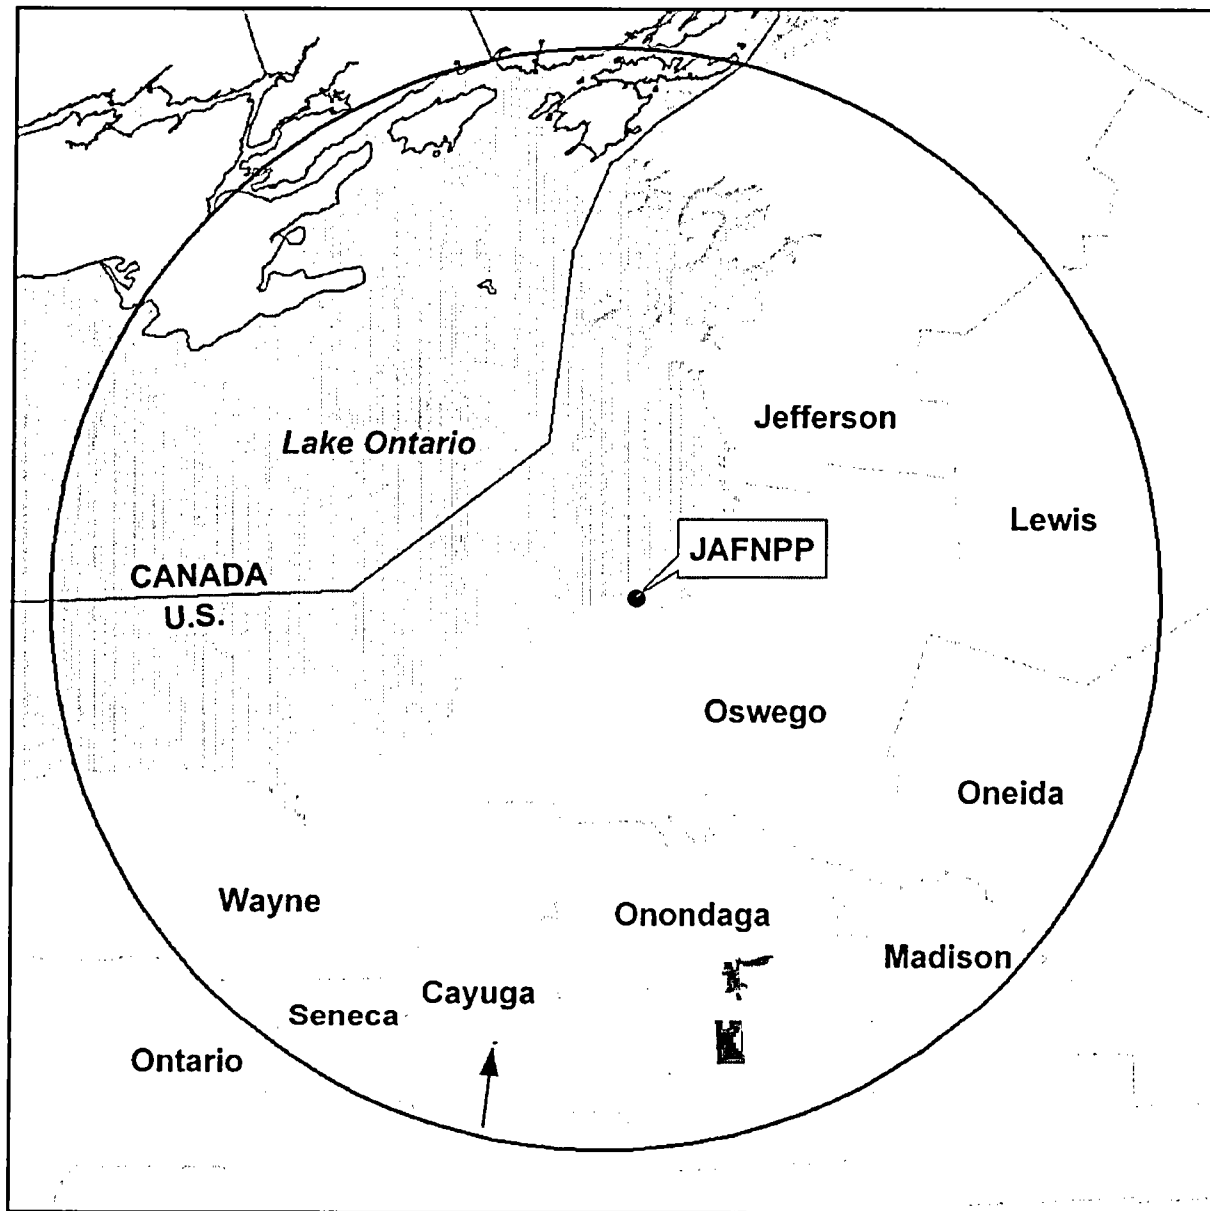 Jefferson
Lake Ontario
Lewis
JAFNPP
CANADA
U.S.
Oswego
Oneida
Wayne
Onondaga
Madison
Cayuga
Seneca
Ontario